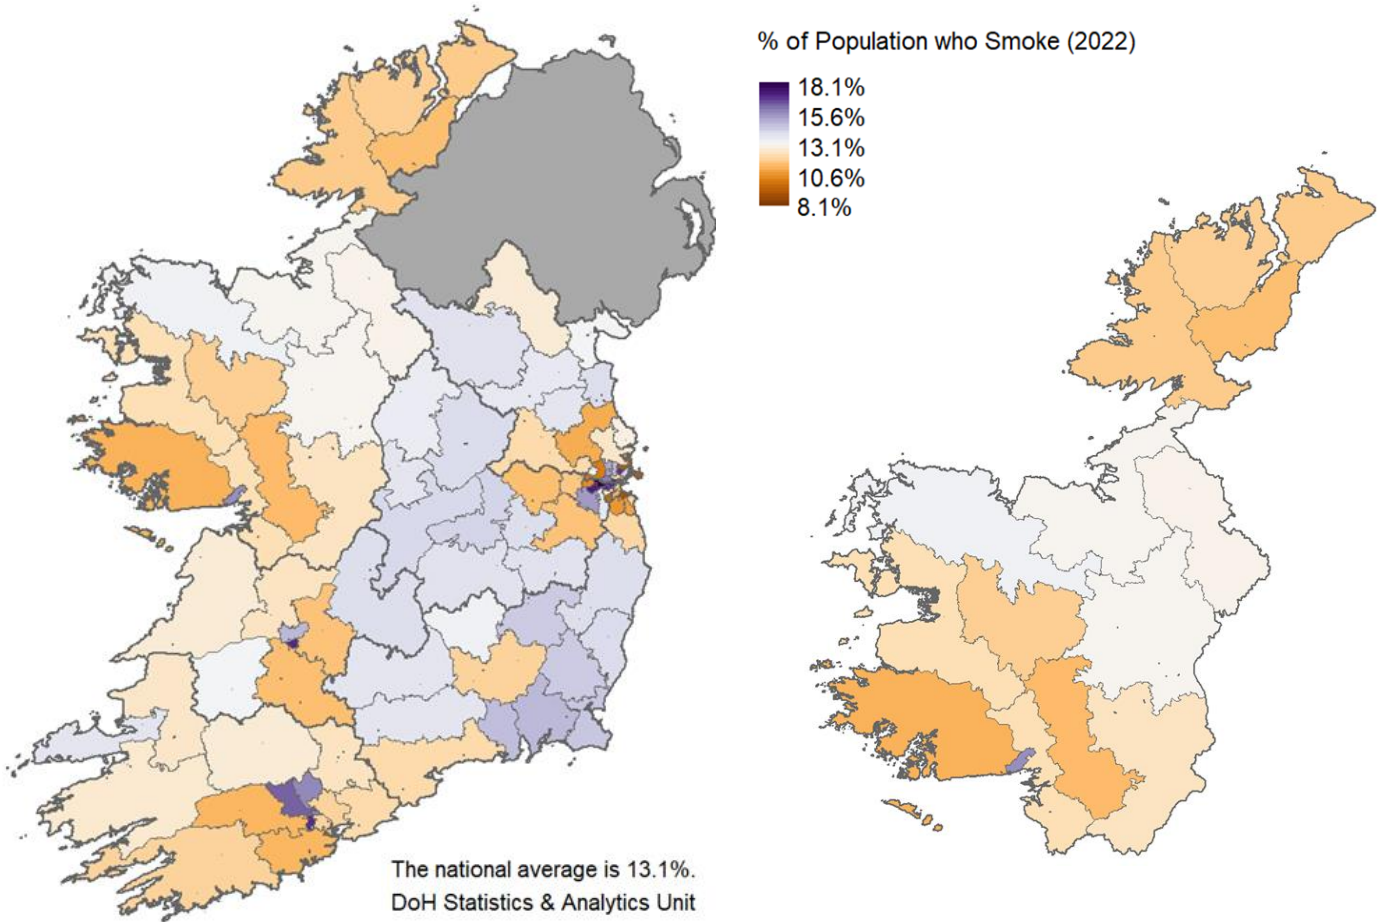 % of Population who Smoke (2022)
18.1%
15.6%
13.1%
10.6%
8.1%
The national average is 13.1%.
DoH Statistics & Analytics Unit